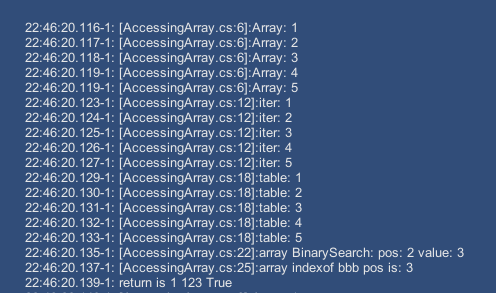 22:46:20.116-1: [AccessingArray.cs:6]:Array: 1
22:46:20.117-1: [AccessingArray.cs:6]:Array: 2
22:46:20.118-1: [AccessingArray.cs:6]:Array: 3
22:46:20.119-1: [AccessingArray.cs:6]:Array: 4
22:46:20.119-1: [AccessingArray.cs:6]:Array: 5
22:46:20.123-1: [AccessingArray.cs:12]:iter: 1
22:46:20.124-1: [AccessingArray.cs:12]:iter: 2
22:46:20.125-1: [AccessingArray.cs:12]:iter: 3
22:46:20.126-1: [AccessingArray.cs:12]:iter: 4
22:46:20.127-1: [AccessingArray.cs:12]:iter: 5
22:46:20.129-1: [AccessingArray.cs:18]:table: 1
22:46:20.130-1: [AccessingArray.cs:18]:table: 2
22:46:20.131-1: [AccessingArray.cs:18]:table: 3
22:46:20.132-1: [AccessingArray.cs:18]:table: 4
22:46:20.133-1: [AccessingArray.cs:18]:table: 5
22:46:20.135-1: [AccessingArray.cs:22]:array BinarySearch: pos: 2 value: 3
22:46:20.137-1: [AccessingArray.cs:25]:array indexof bbb pos is: 3
22:46:20.139-1: return is 1 123 True